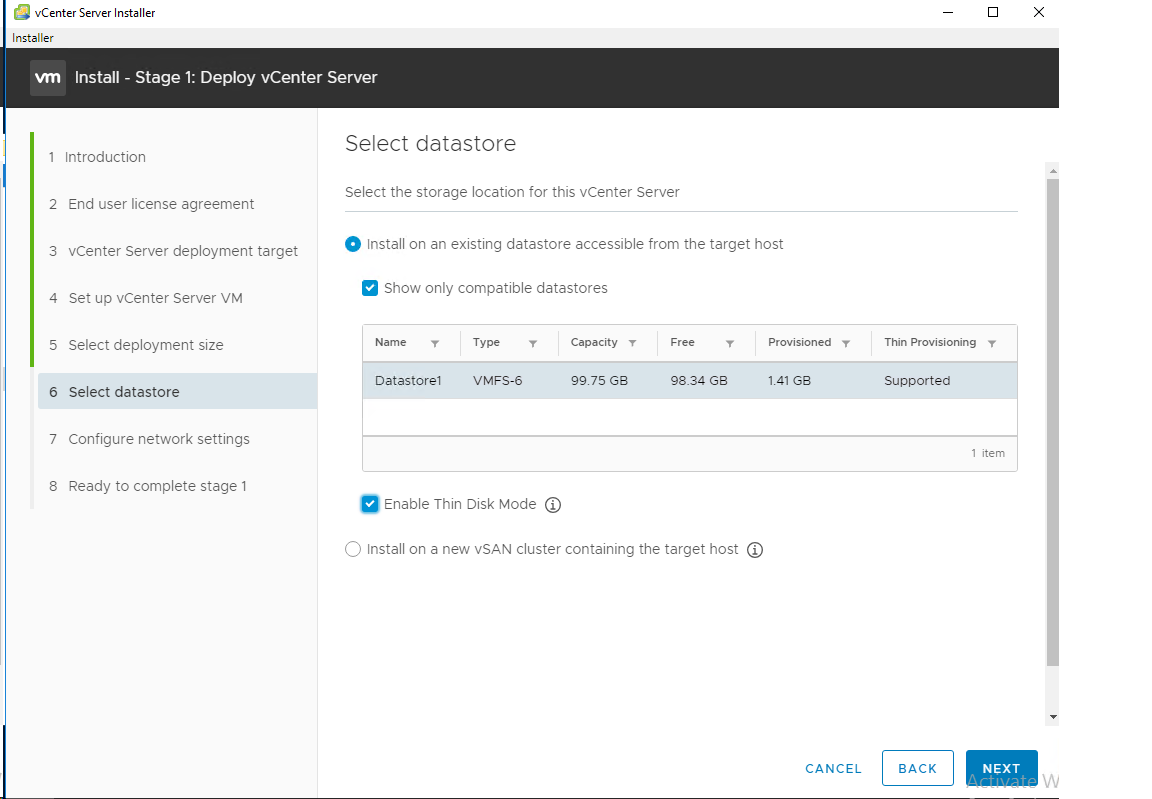 vCenter Server Installer
Installer
vm Install - Stage 1: Deploy vCenter Server
1 Introduction
2 End user license agreement
3 vCenter Server deployment target
4 Set up vCenter Server VM
5 Select deployment size
6 Select datastore
7 Configure network settings
8 Ready to complete stage 1
Select datastore
Select the storage location for this vCenter Server
Install on an existing datastore accessible from the target host
Show only compatible datastores
Name Type Capacity Free Provisioned Thin Provisioning
Datastore1 VMFS-6 99.75 GB 98.34 GB 1.41 GB Supported
1 item
Enable Thin Disk Mode
Install on a new vSAN cluster containing the target host
CANCEL BACK NEXT
Activate W